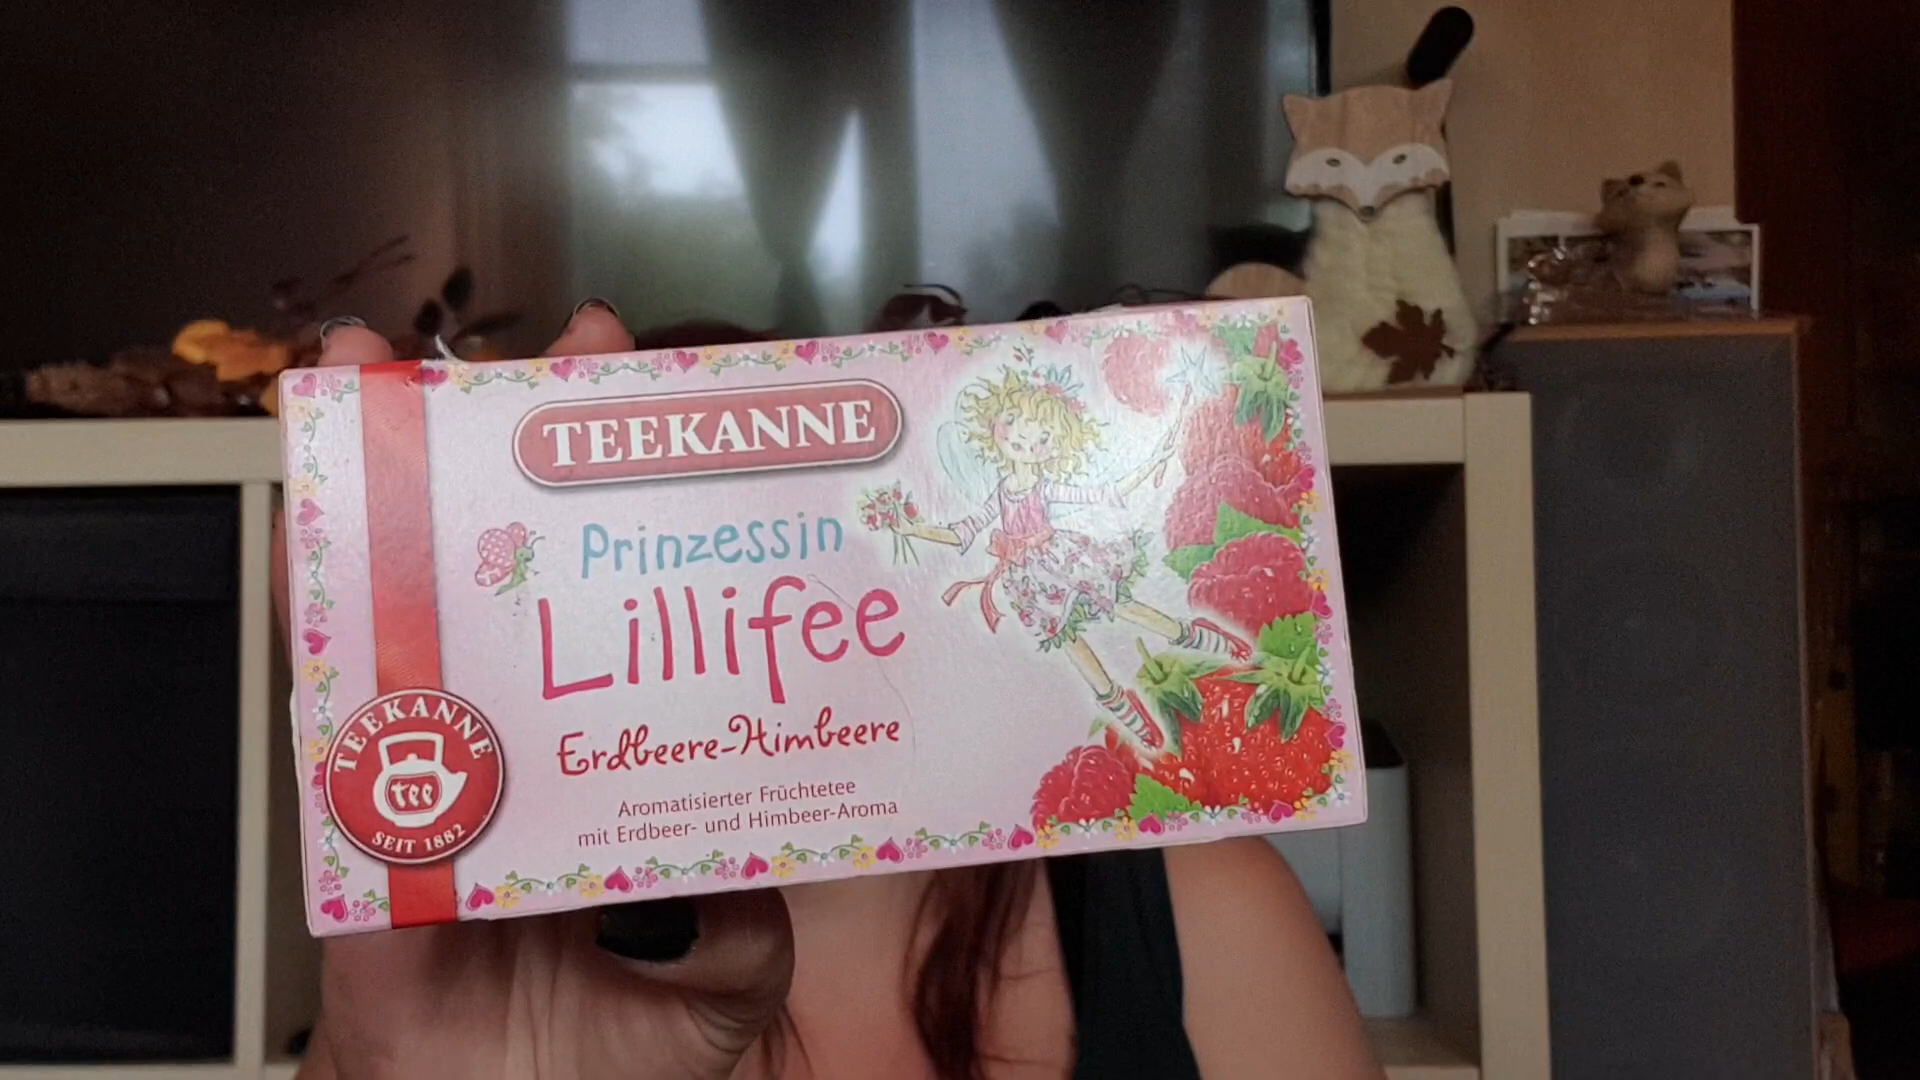 TEEKANNE
Prinzessin
Lillifee
Erdbeere-Himbeere
Aromatisierter Früchtetee
mit Erdbeer- und Himbeer-Aroma
TEEKANNE
tee
SEIT 1882